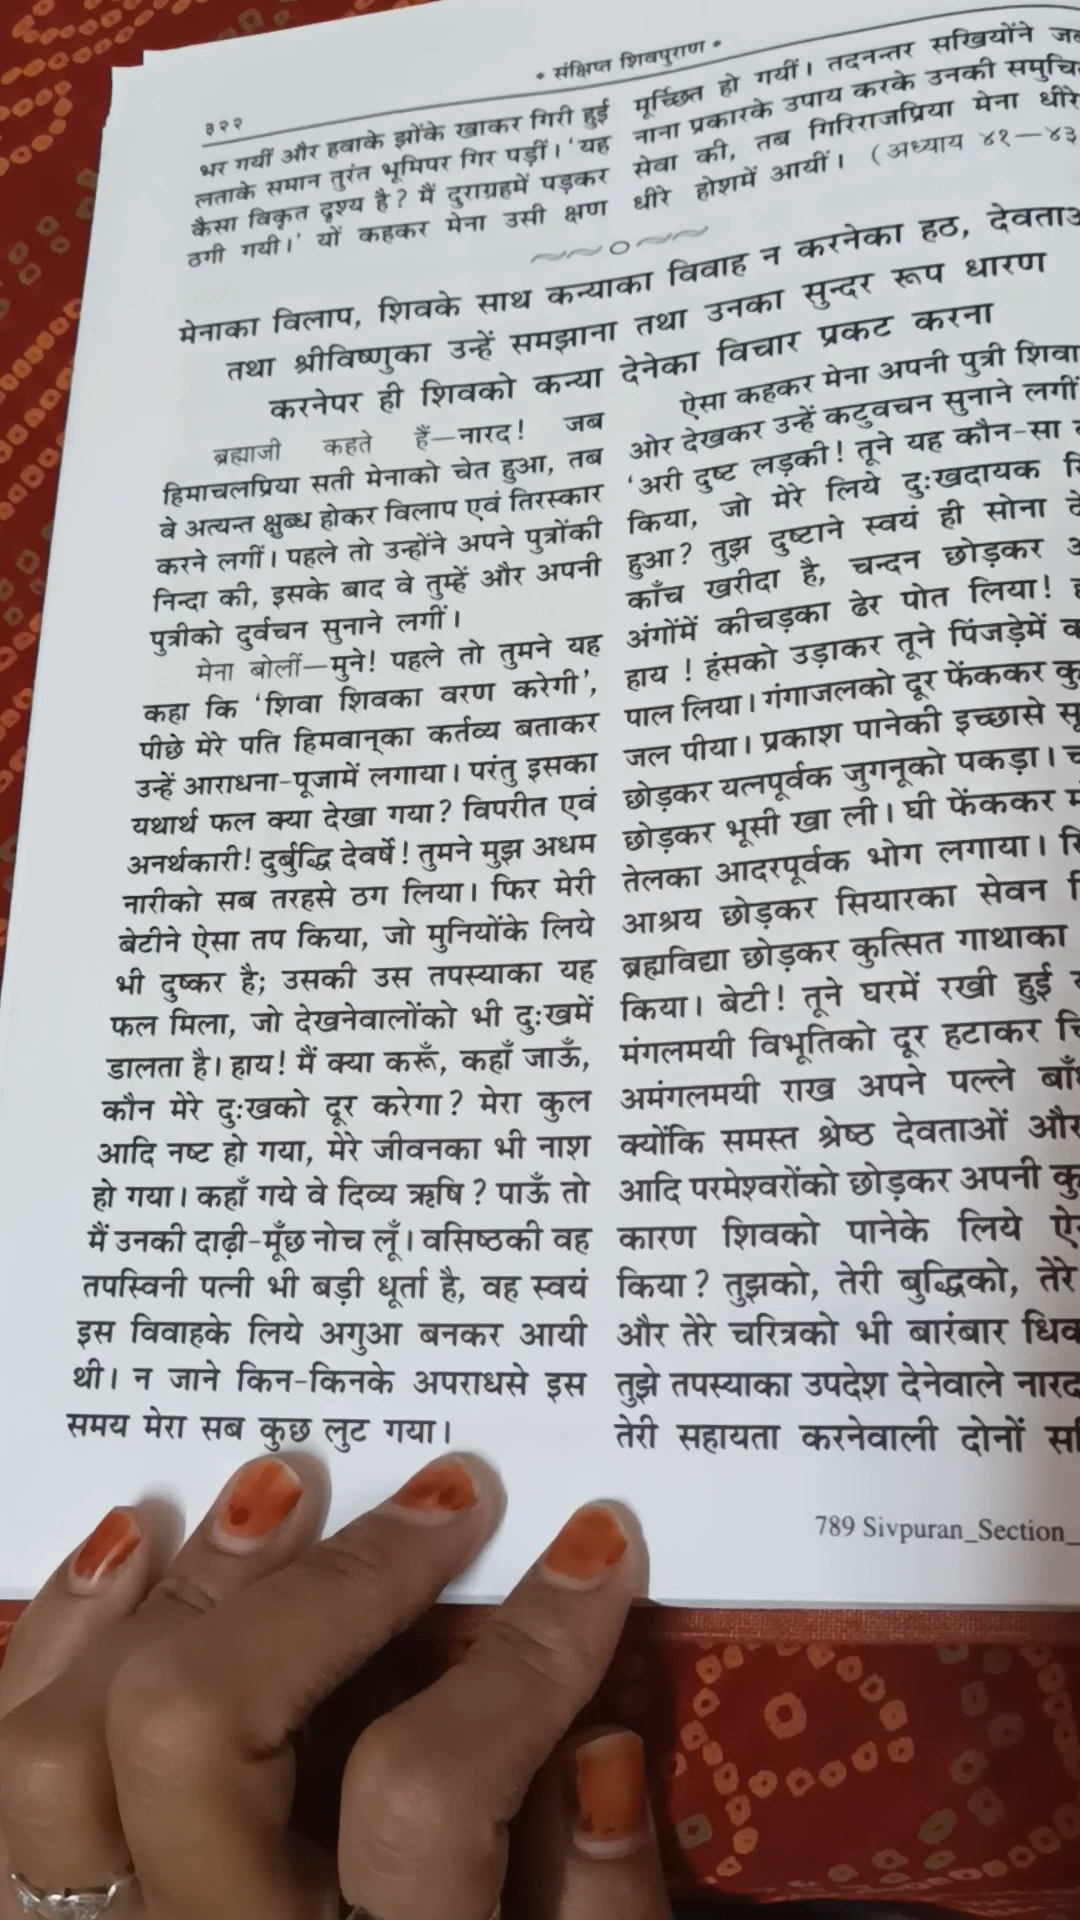 • संक्षिप्त शिवपुराण •
३२२
भर गयीं और हवाके झोंके खाकर गिरी हुई
लताके समान तुरंत भूमिपर गिर पड़ीं। 'यह
कैसा विकृत दृश्य है? मैं दुराग्रहमें पड़कर
ठगी गयी।' यों कहकर मेना उसी क्षण
मूर्च्छित हो गयीं। तदनन्तर सखियोंने
नाना प्रकारके उपाय करके उनकी
सेवा की, तब गिरिराजप्रिया मेना धीरे
धीरे होशमें आयीं। (अध्याय ४१—४३
मेनाका विलाप, शिवके साथ कन्याका विवाह न करनेका हठ,
तथा श्रीविष्णुका उन्हें समझाना तथा उनका सुन्दर रूप धारण
करनेपर ही शिवको कन्या देनेका विचार प्रकट करना
ब्रह्माजी कहते हैं—नारद! जब
हिमाचलप्रिया सती मेनाको चेत हुआ, तब
वे अत्यन्त क्षुब्ध होकर विलाप एवं तिरस्कार
करने लगीं। पहले तो उन्होंने अपने पुत्रोंकी
निन्दा की, इसके बाद वे तुम्हें और अपनी
पुत्रीको दुर्वचन सुनाने लगीं।
मेना बोलीं—मुने! पहले तो तुमने यह
कहा कि 'शिवा शिवका वरण करेगी',
पीछे मेरे पति हिमवान्‌का कर्तव्य बताकर
उन्हें आराधना-पूजामें लगाया। परंतु इसका
यथार्थ फल क्या देखा गया? विपरीत एवं
अनर्थकारी! दुर्बुद्धि देवर्षे! तुमने मुझ अधम
नारीको सब तरहसे ठग लिया। फिर मेरी
बेटीने ऐसा तप किया, जो मुनियोंके लिये
भी दुष्कर है; उसकी उस तपस्याका यह
फल मिला, जो देखनेवालोंको भी दुःखमें
डालता है। हाय! मैं क्या करूँ, कहाँ जाऊँ,
कौन मेरे दुःखको दूर करेगा? मेरा कुल
आदि नष्ट हो गया, मेरे जीवनका भी नाश
हो गया। कहाँ गये वे दिव्य ऋषि? पाऊँ तो
मैं उनकी दाढ़ी-मूँछ नोच लूँ। वसिष्ठकी वह
तपस्विनी पत्नी भी बड़ी धूर्ता है, वह स्वयं
इस विवाहके लिये अगुआ बनकर आयी
थी। न जाने किन-किनके अपराधसे इस
समय मेरा सब कुछ लुट गया।
ऐसा कहकर मेना अपनी पुत्री शिवा
ओर देखकर उन्हें कटुवचन सुनाने लगीं
'अरी दुष्ट लड़की! तूने यह कौन-सा
किया, जो मेरे लिये दुःखदायक
हुआ? तुझ दुष्टाने स्वयं ही सोना
काँच खरीदा है, चन्दन छोड़कर
अंगोंमें कीचड़का ढेर पोत लिया!
हाय ! हंसको उड़ाकर तूने पिंजड़ेमें
पाल लिया। गंगाजलको दूर फेंककर
जल पीया। प्रकाश पानेकी इच्छासे
छोड़कर यत्नपूर्वक जुगनूको पकड़ा।
छोड़कर भूसी खा ली। घी फेंककर
तेलका आदरपूर्वक भोग लगाया।
आश्रय छोड़कर सियारका सेवन
ब्रह्मविद्या छोड़कर कुत्सित गाथाका
किया। बेटी! तूने घरमें रखी हुई
मंगलमयी विभूतिको दूर हटाकर
अमंगलमयी राख अपने पल्ले
क्योंकि समस्त श्रेष्ठ देवताओं और
आदि परमेश्वरोंको छोड़कर अपनी
कारण शिवको पानेके लिये
किया? तुझको, तेरी बुद्धिको, तेरे
और तेरे चरित्रको भी बारंबार
तुझे तपस्याका उपदेश देनेवाले नारद
तेरी सहायता करनेवाली दोनों
789 Sivpuran_Section_